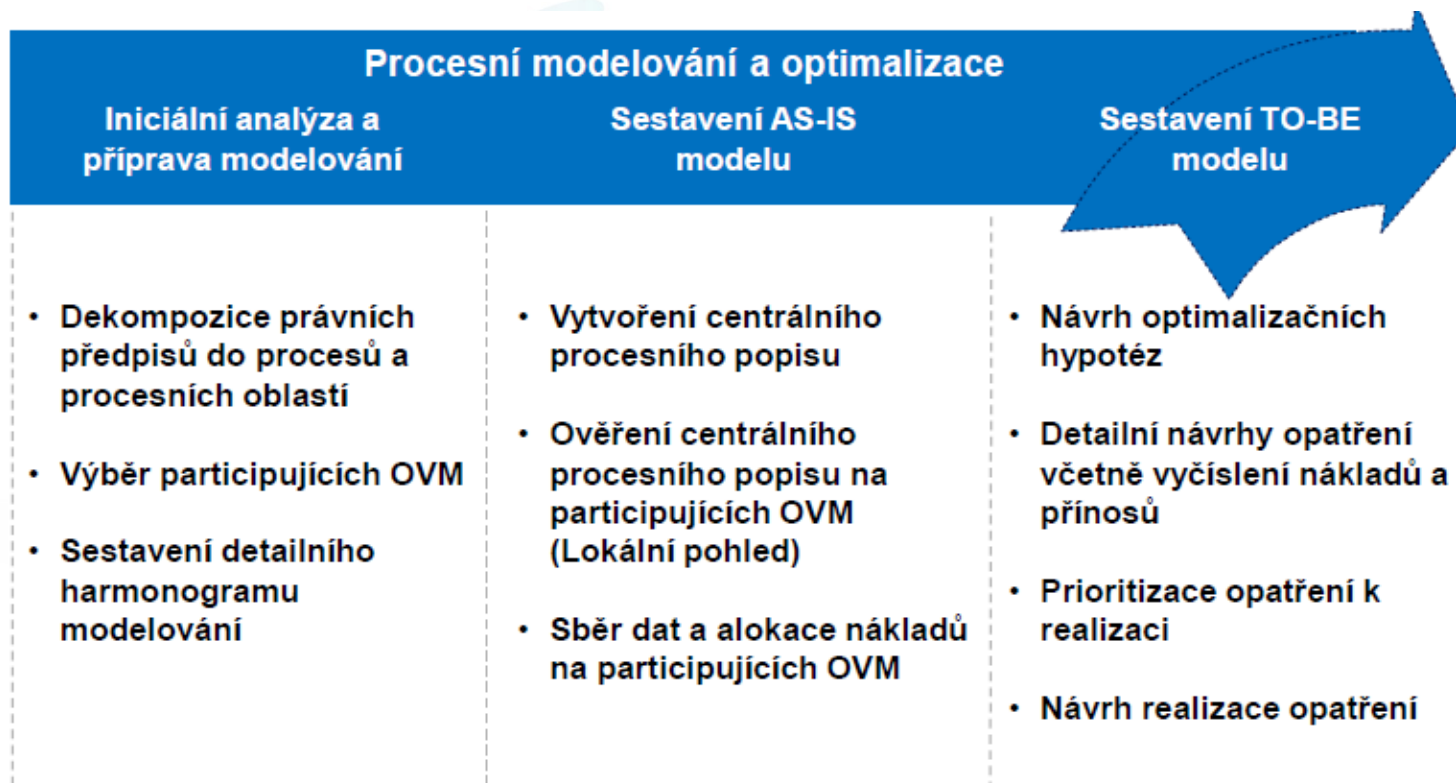 Procesní modelování a optimalizace
Iniciální analýza a
příprava modelování
Sestavení AS-IS
modelu
Sestavení TO-BE
modelu
• Dekompozice právních
předpisů do procesů a
procesních oblastí
• Výběr participujících OVM
• Sestavení detailního
harmonogramu
modelování
• Vytvoření centrálního
procesního popisu
• Ověření centrálního
procesního popisu na
participujících OVM
(Lokální pohled)
• Sběr dat a alokace nákladů
na participujících OVM
• Návrh optimalizačních
hypotéz
• Detailní návrhy opatření
včetně vyčíslení nákladů a
přínosů
• Prioritizace opatření k
realizaci
• Návrh realizace opatření